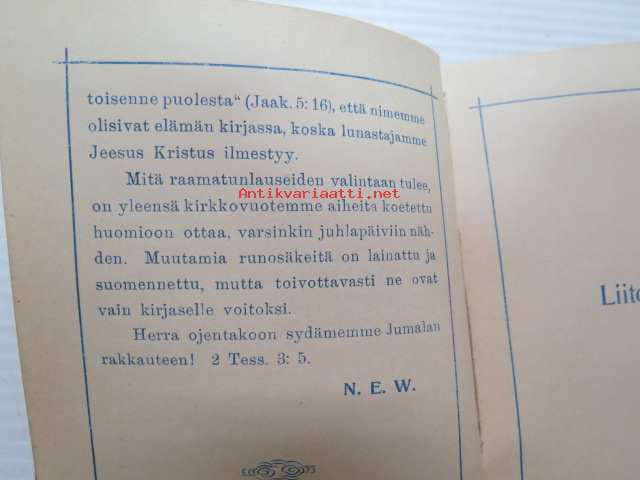 toisenne puolesta“ (Jaak. 5: 16), että nimemme
olisivat elämän kirjassa, koska lunastajamme
Jeesus Kristus ilmestyy.
Mitä raamatunlauseiden valintaan tulee,
Antikvariaatti.net
on yleensä kirkkovuotemme aiheita koetettu
huomioon ottaa, varsinkin juhlapäiviin näh-
den. Muutamia runosäkeitä on lainattu ja
suomennettu, mutta toivottavasti ne ovat
vain kirjaselle voitoksi.
Herra ojentakoon sydämemme Jumalan
rakkauteen! 2 Tess. 3: 5.
N. E. W.